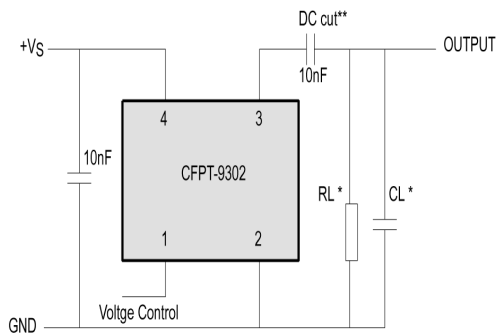 DC cut**
+VS
OUTPUT
10nF
4 3
10nF
CFPT-9302
RL * CL *
1 2
Voltge Control
GND